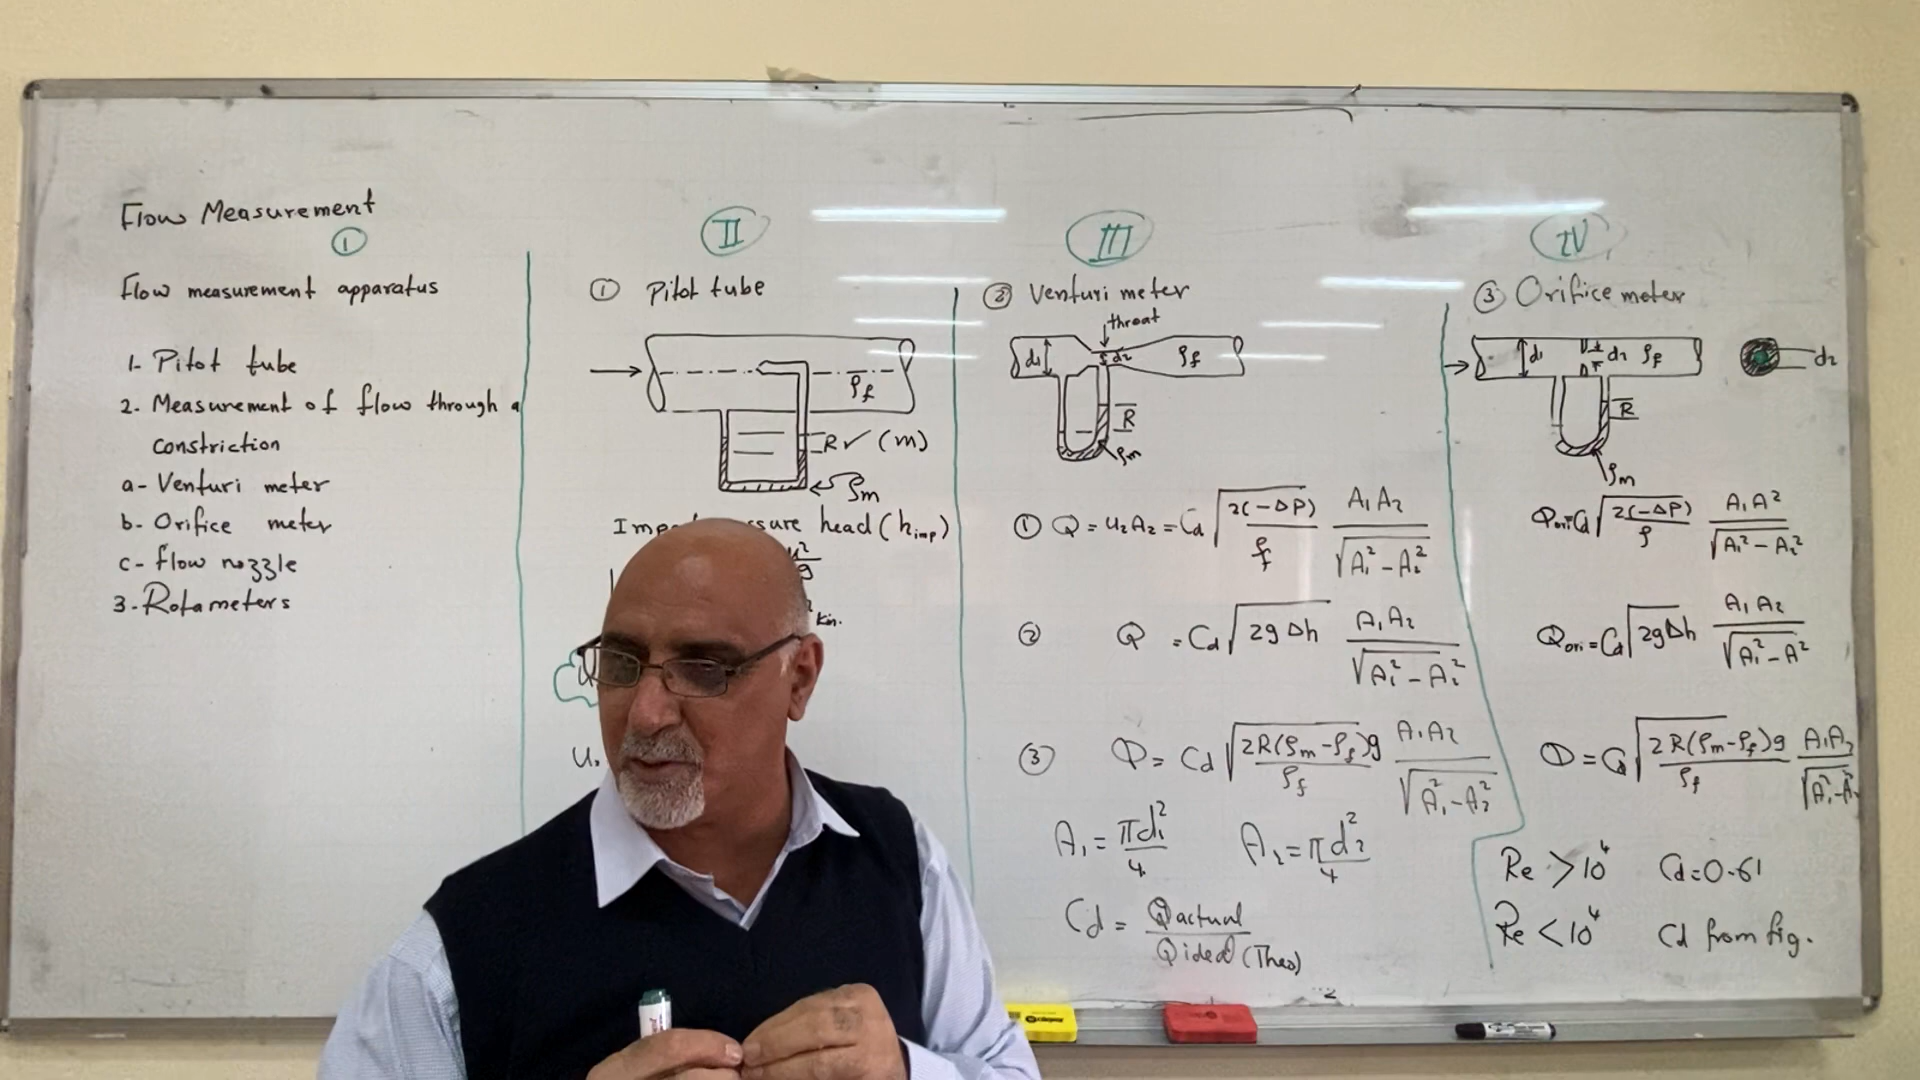 Flow Measurement
①
Flow measurement apparatus
1- Pitot tube
2- Measurement of flow through a
constriction
a- Venturi meter
b- Orifice meter
c- flow nozzle
3- Rotameters
II
① Pitot tube
ρf
R✓ (m)
ρm
head (h imp)
kin.
III
② Venturi meter
throat
d1 d2 ρf
R
ρm
① Q = u2A2 = Cd √(2(-ΔP)/ρf) A1A2/√(A1²-A2²)
② Q = Cd √(2gΔh) A1A2/√(A1²-A2²)
③ Q = Cd √(2R(ρm-ρf)g/ρf) A1A2/√(A1²-A2²)
A1 = πd1²/4 A2 = πd2²/4
Cd = Qactual/Qideal (Theo)
IV
③ Orifice meter
d1 d2 ρf d2
R
ρm
Qori=Cd √(2(-ΔP)/ρ) A1A²/√(A1²-A2²)
Qori=Cd √(2gΔh) A1A2/√(A1²-A²)
Q=Cd √(2R(ρm-ρf)g/ρf) A1A2/√(A1²-A2
Re > 10⁴ Cd=0.61
Re < 10⁴ Cd from fig.